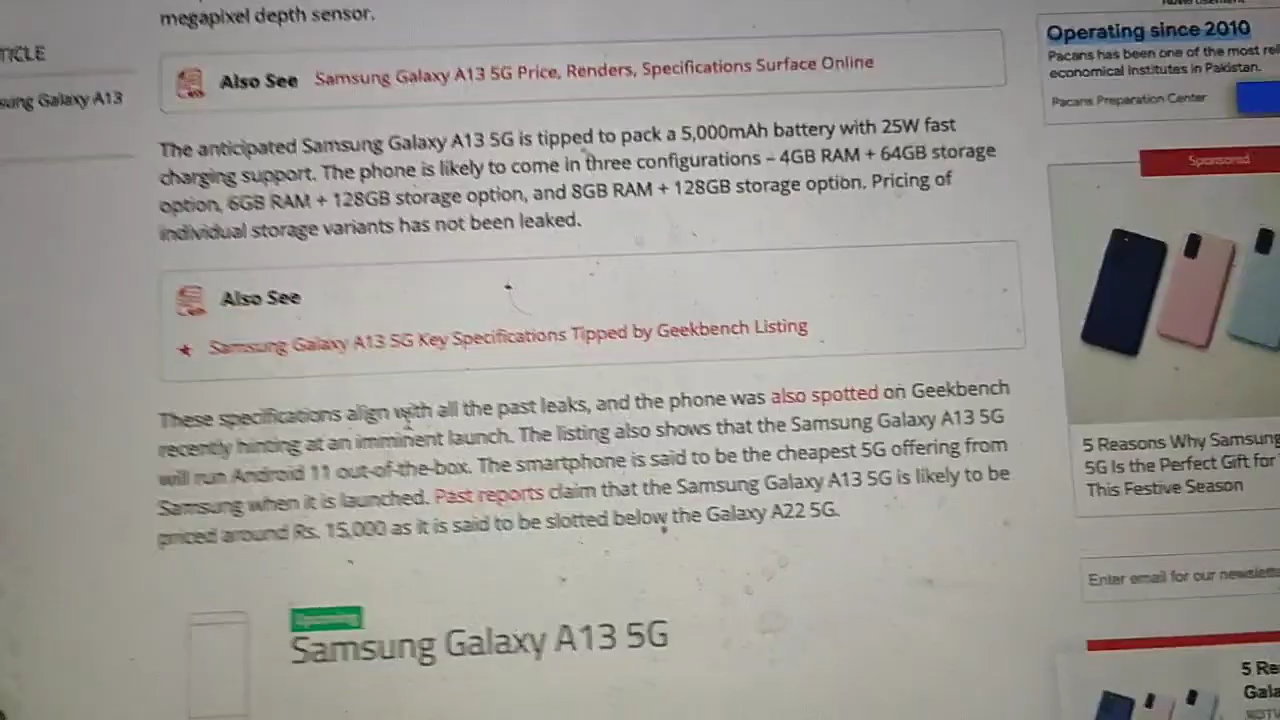 megapixel depth sensor.
Also See Samsung Galaxy A13 5G Price, Renders, Specifications Surface Online
The anticipated Samsung Galaxy A13 5G is tipped to pack a 5,000mAh battery with 25W fast
charging support. The phone is likely to come in three configurations – 4GB RAM + 64GB storage
option, 6GB RAM + 128GB storage option, and 8GB RAM + 128GB storage option. Pricing of
individual storage variants has not been leaked.
Also See
Samsung Galaxy A13 5G Key Specifications Tipped by Geekbench Listing
These specifications align with all the past leaks, and the phone was also spotted on Geekbench
recently hinting at an imminent launch. The listing also shows that the Samsung Galaxy A13 5G
will run Android 11 out-of-the-box. The smartphone is said to be the cheapest 5G offering from
Samsung when it is launched. Past reports claim that the Samsung Galaxy A13 5G is likely to be
priced around Rs. 15,000 as it is said to be slotted below the Galaxy A22 5G.
Upcoming
Samsung Galaxy A13 5G
TICLE
sung Galaxy A13
Operating since 2010
Pacans has been one of the most
economical institutes in Pakistan.
Pacans Preparation Center
Sponsored
5 Reasons Why Samsung
5G Is the Perfect Gift for
This Festive Season
Enter email for our
5 Re
Gala